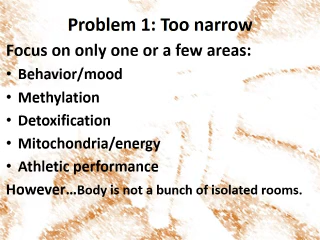 Problem 1: Too narrow
Focus on only one or a few areas:
• Behavior/mood
• Methylation
• Detoxification
• Mitochondria/energy
• Athletic performance
However…Body is not a bunch of isolated rooms.